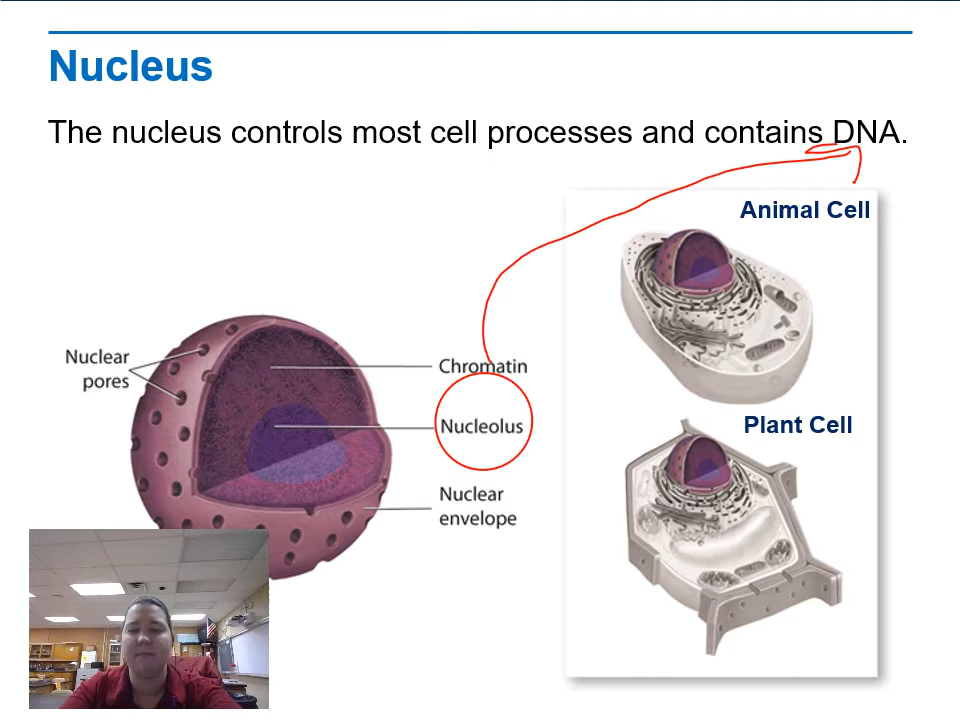 Nucleus
The nucleus controls most cell processes and contains DNA.
Animal Cell
Nuclear
pores
Chromatin
Nucleolus
Plant Cell
Nuclear
envelope